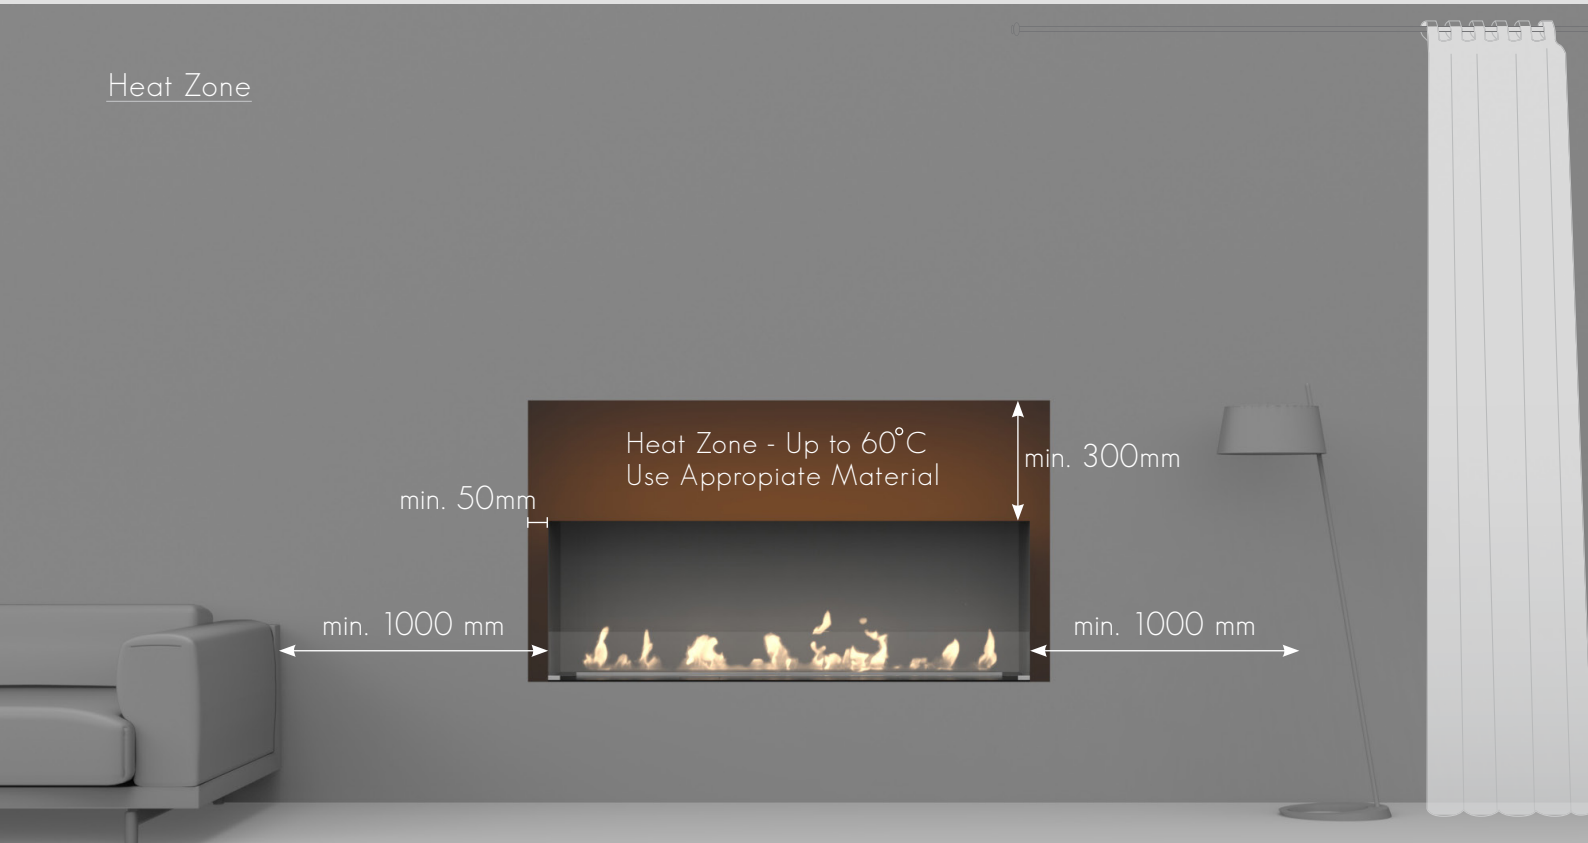 Heat Zone
Heat Zone - Up to 60°C
Use Appropiate Material
min. 300mm
min. 50mm
min. 1000 mm
min. 1000 mm